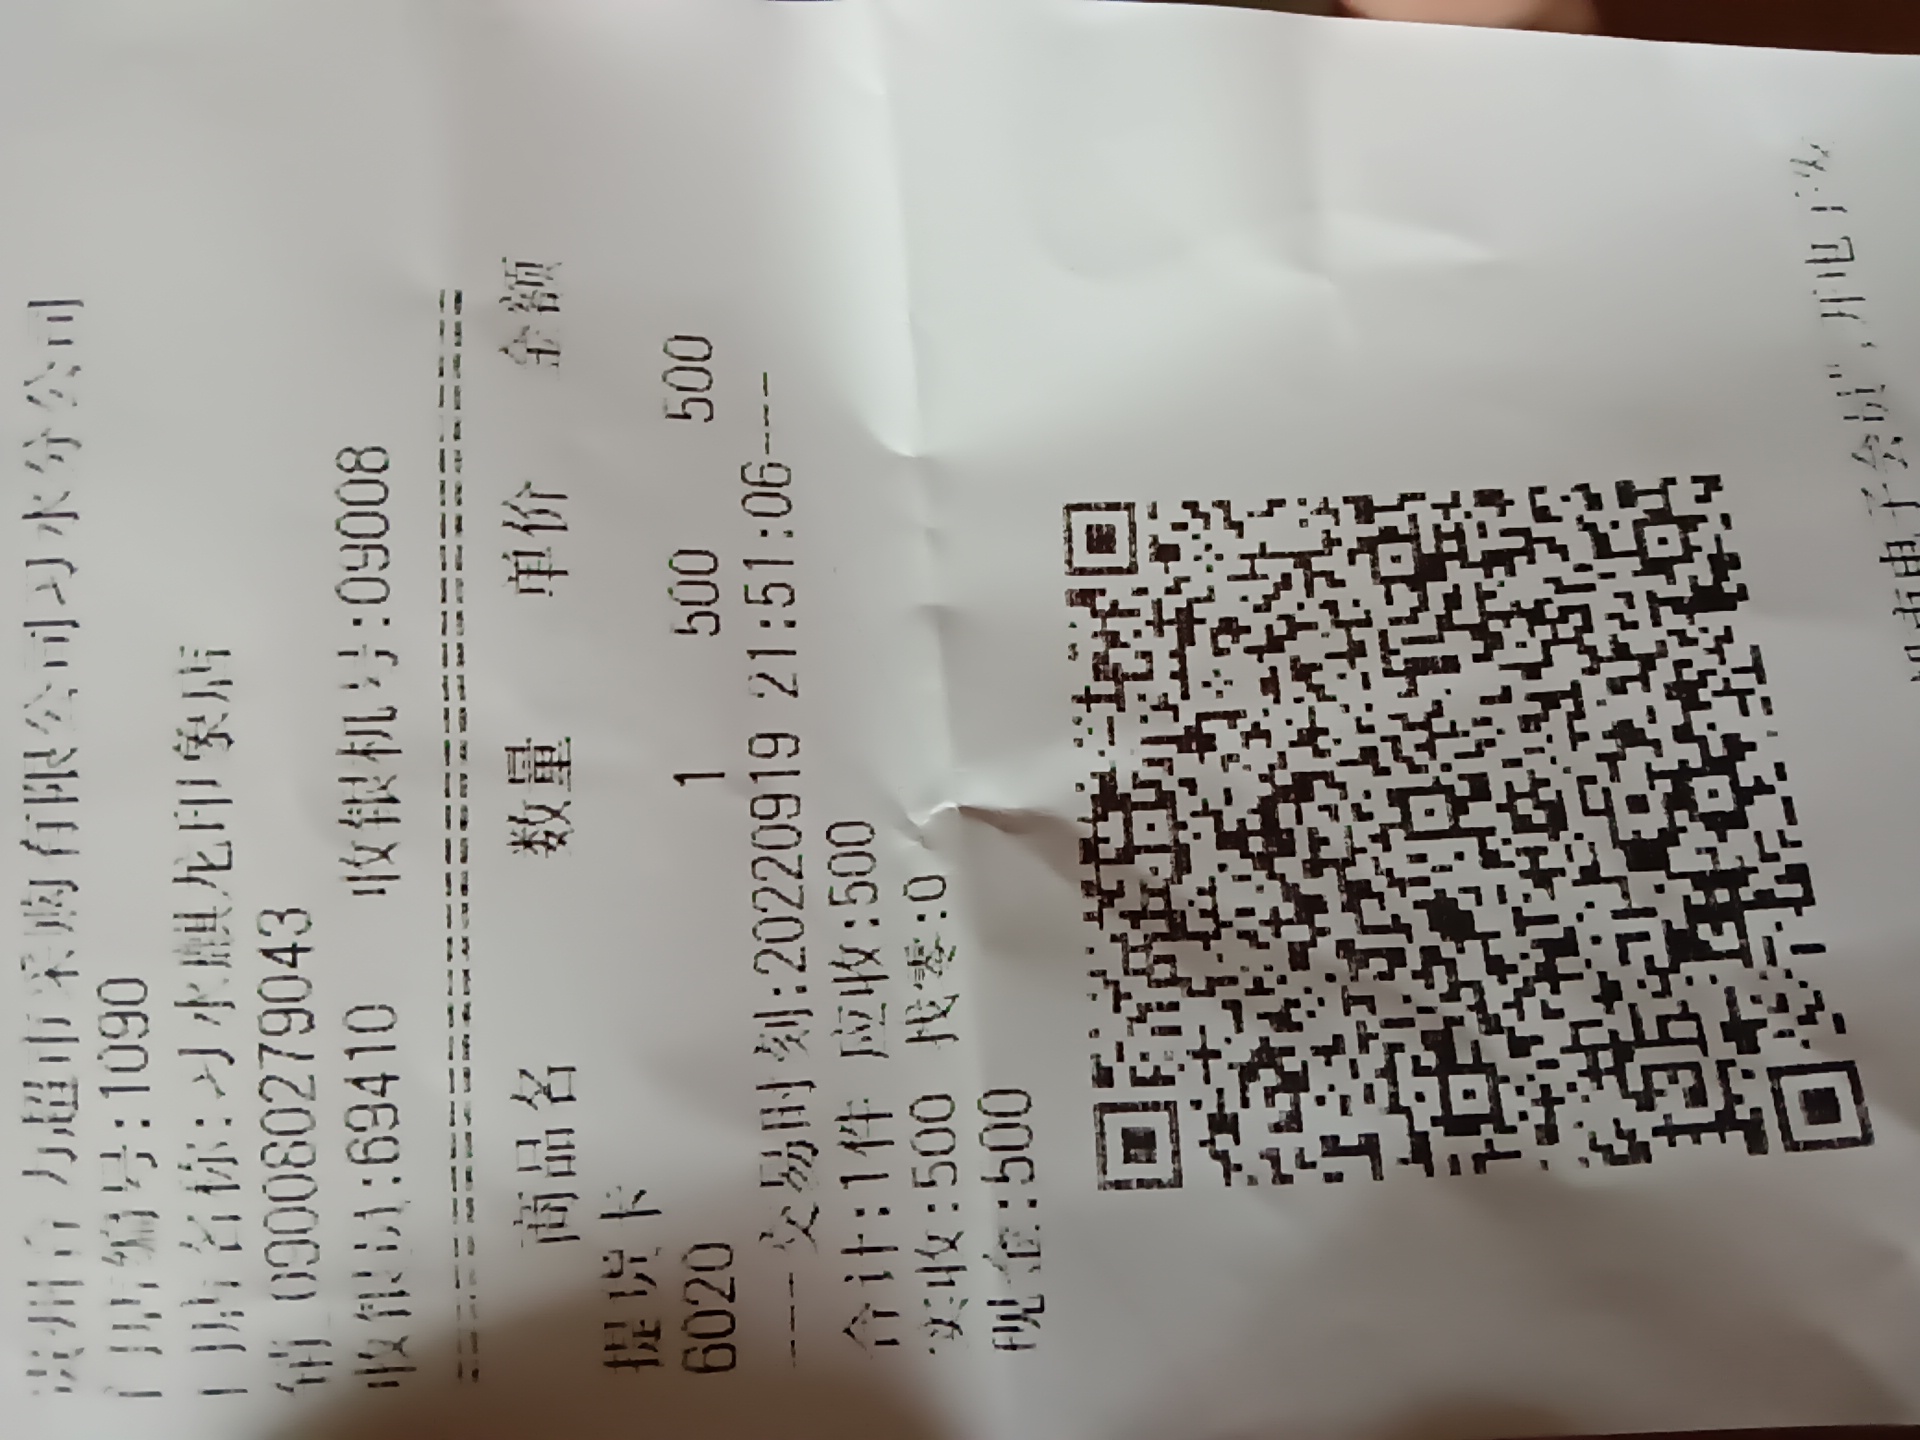 贵州合力超市采购有限公司习水分公司
门店编号:1090
门店名称:习水麒龙印象店
销 090080279043
收银员:69410 收银机号:09008
================================
商品名 数量 单价 金额
提货卡
6020 1 500 500
----交易时刻:20220919 21:51:06----
合计:1件 应收:500
实收:500 找零:0
现金:500